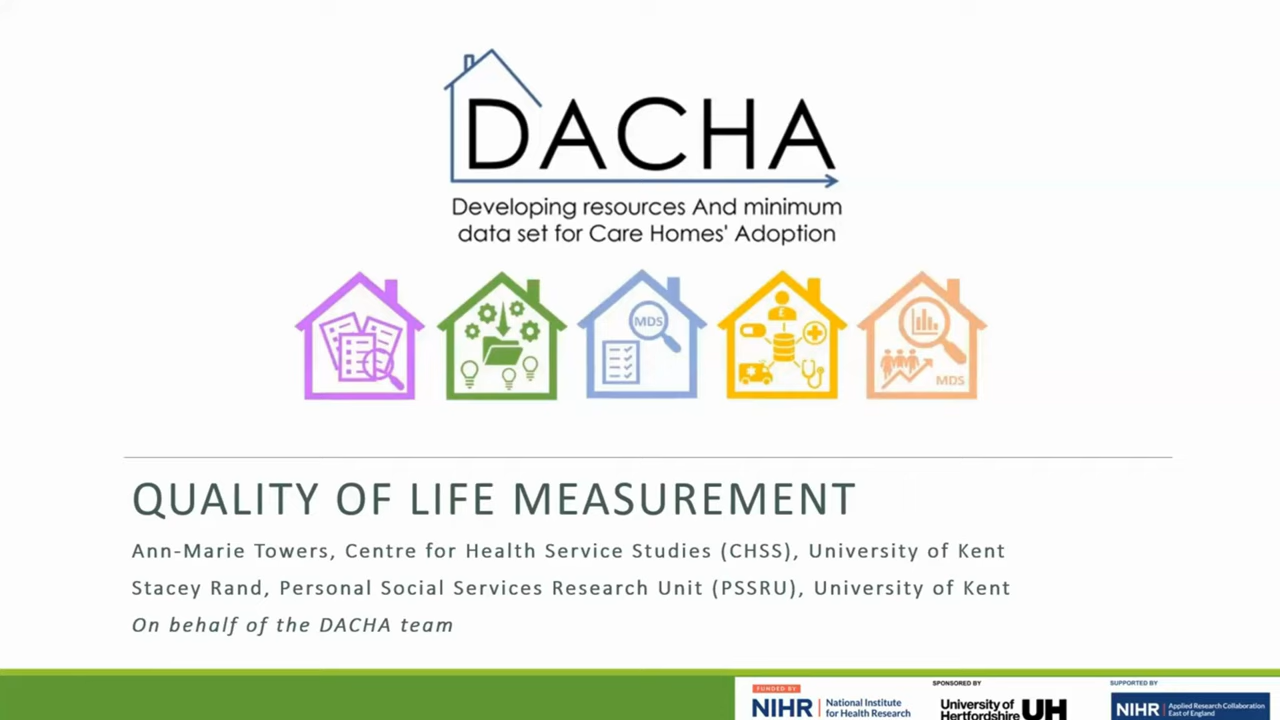 DACHA
Developing resources And minimum
data set for Care Homes' Adoption
MDS
£
MDS
QUALITY OF LIFE MEASUREMENT
Ann-Marie Towers, Centre for Health Service Studies (CHSS), University of Kent
Stacey Rand, Personal Social Services Research Unit (PSSRU), University of Kent
On behalf of the DACHA team
FUNDED BY
NIHR | National Institute
for Health Research
SPONSORED BY
University of
Hertfordshire UH
SUPPORTED BY
NIHR | Applied Research Collaboration
East of England